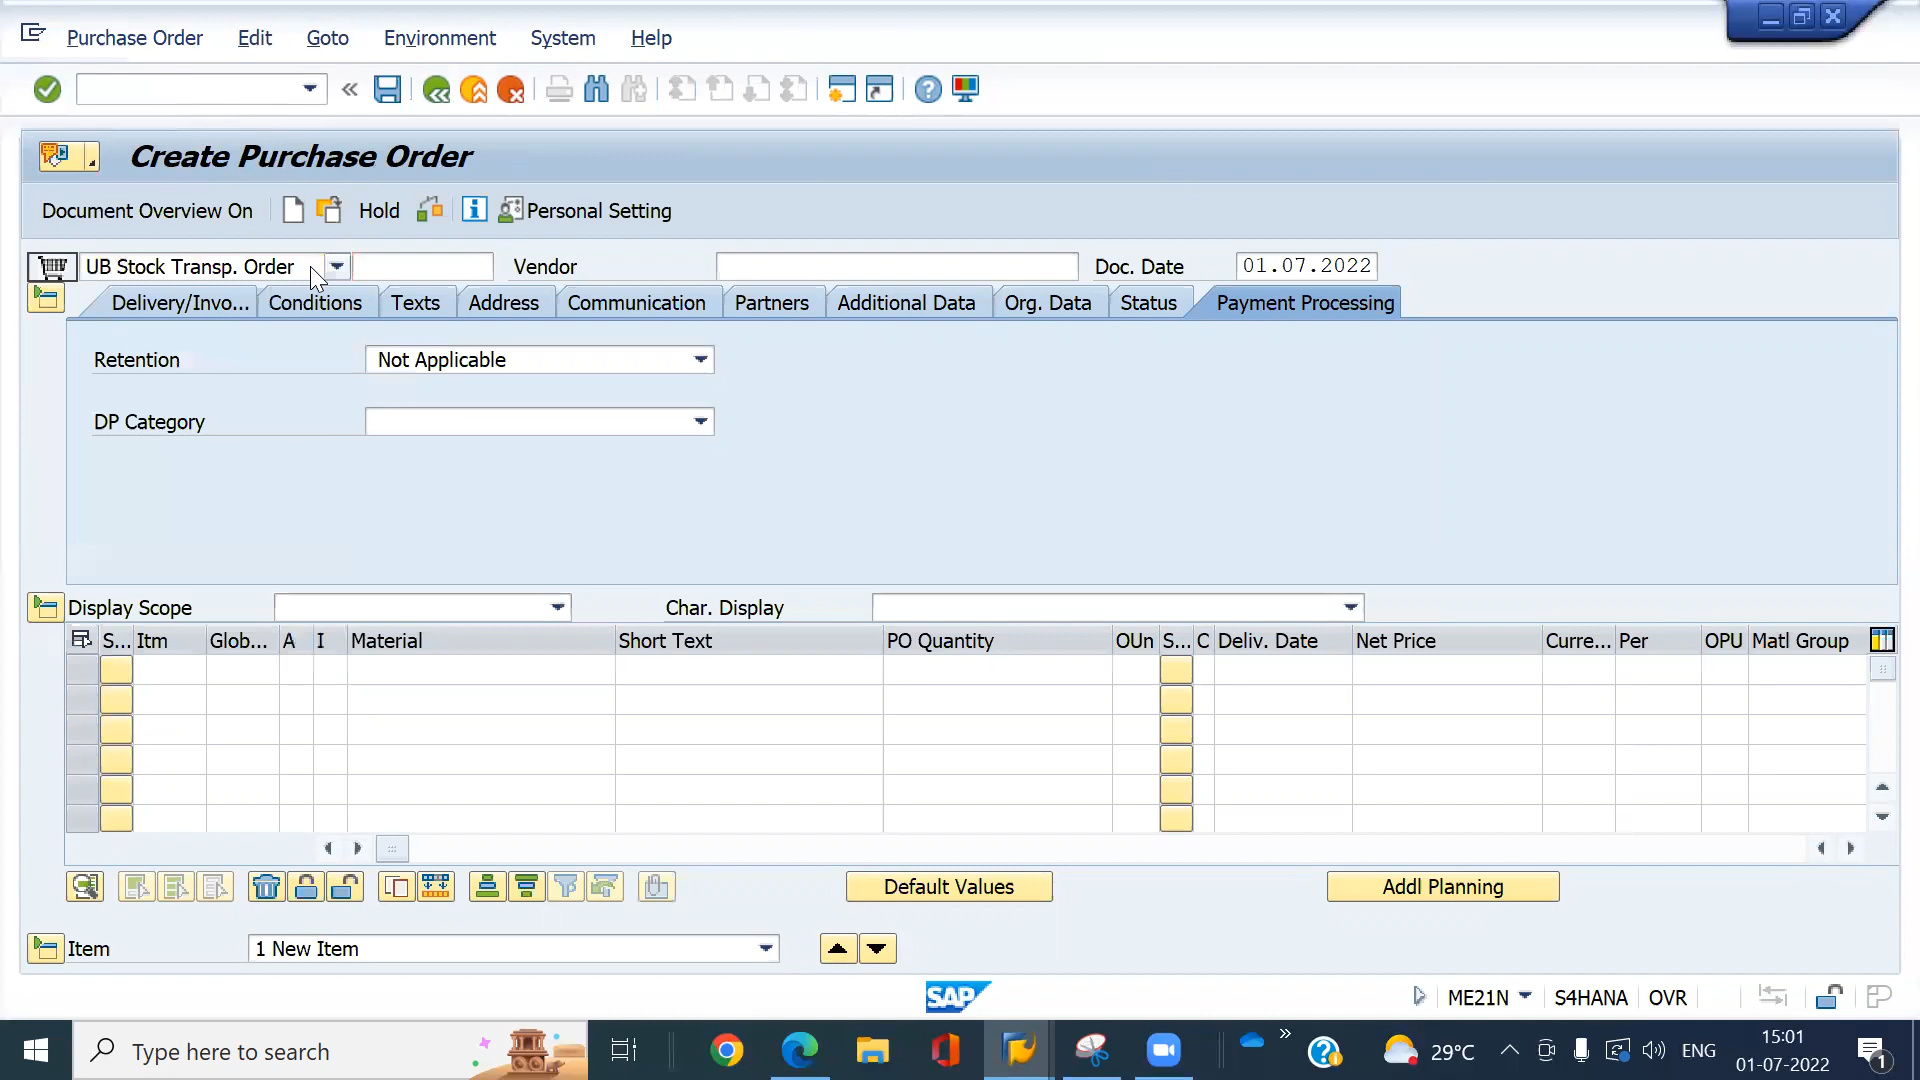 Purchase Order Edit Goto Environment System Help
Create Purchase Order
Document Overview On Hold Personal Setting
UB Stock Transp. Order Vendor Doc. Date 01.07.2022
Delivery/Invo... Conditions Texts Address Communication Partners Additional Data Org. Data Status Payment Processing
Retention Not Applicable
DP Category
Display Scope Char. Display
S... Itm Glob... A I Material Short Text PO Quantity OUn S... C Deliv. Date Net Price Curre... Per OPU Matl Group
Default Values Addl Planning
Item 1 New Item
SAP ME21N S4HANA OVR
Type here to search 29°C ENG 15:01
01-07-2022 1